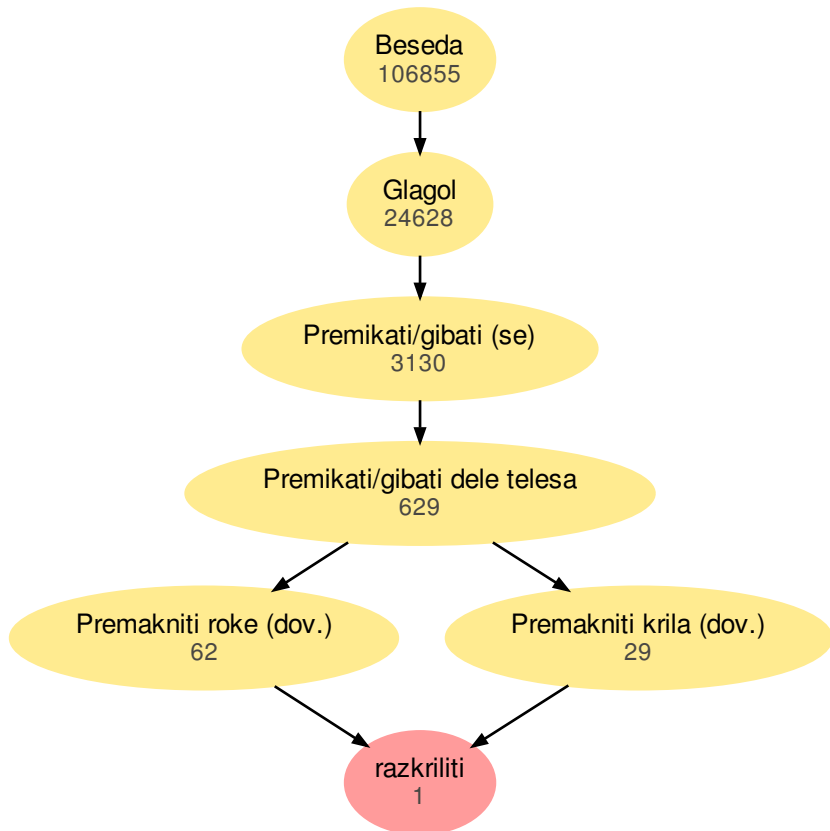 Beseda
106855
Glagol
24628
Premikati/gibati (se)
3130
Premikati/gibati dele telesa
629
Premakniti roke (dov.)
62
Premakniti krila (dov.)
29
razkriliti
1